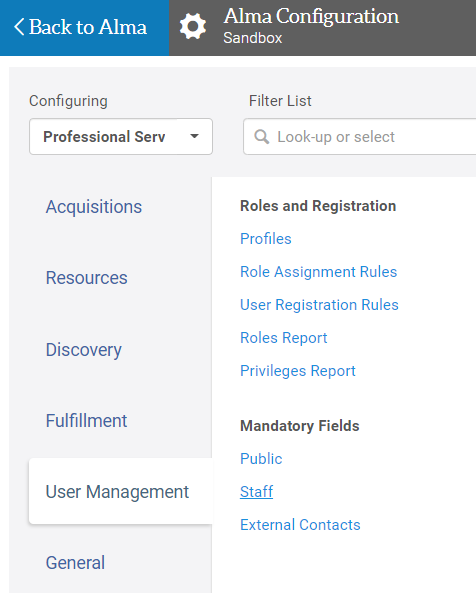 Back to Alma
Alma Configuration
Sandbox
Configuring
Filter List
Professional Serv
Look-up or select
Acquisitions
Resources
Discovery
Fulfillment
User Management
General
Roles and Registration
Profiles
Role Assignment Rules
User Registration Rules
Roles Report
Privileges Report
Mandatory Fields
Public
Staff
External Contacts